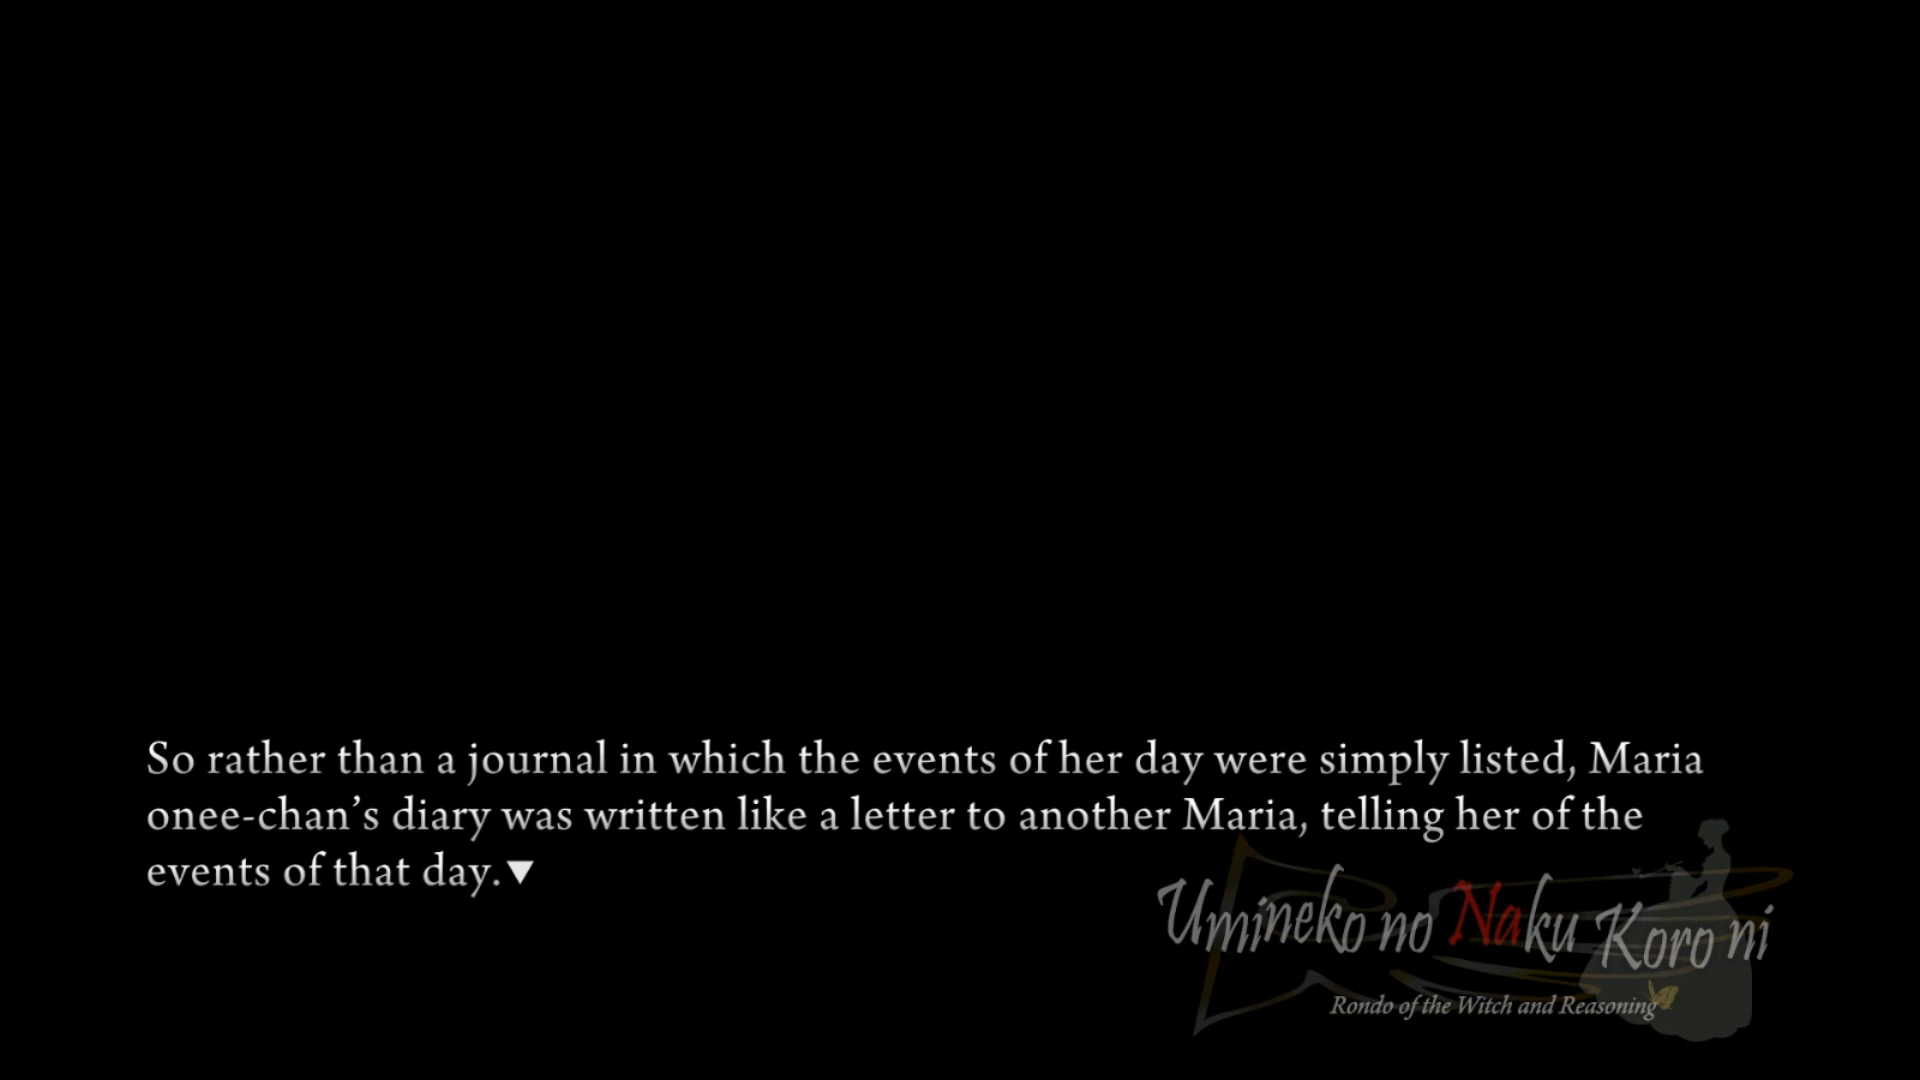 So rather than a journal in which the events of her day were simply listed, Maria
onee-chan’s diary was written like a letter to another Maria, telling her of the
events of that day.▼
Umineko no Naku Koro ni
Rondo of the Witch and Reasoning